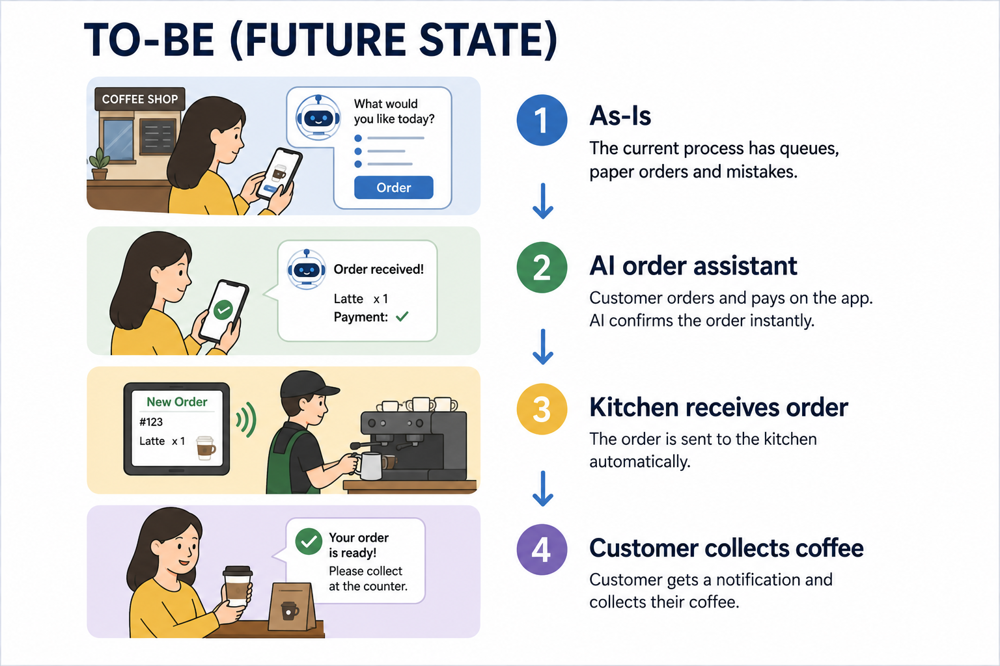 TO-BE (FUTURE STATE)
COFFEE SHOP
What would
you like today?
Order
1
As-Is
The current process has queues,
paper orders and mistakes.
Order received!
Latte x 1
Payment:
2
AI order assistant
Customer orders and pays on the app.
AI confirms the order instantly.
New Order
#123
Latte x 1
3
Kitchen receives order
The order is sent to the kitchen
automatically.
Your order
is ready!
Please collect
at the counter.
4
Customer collects coffee
Customer gets a notification and
collects their coffee.